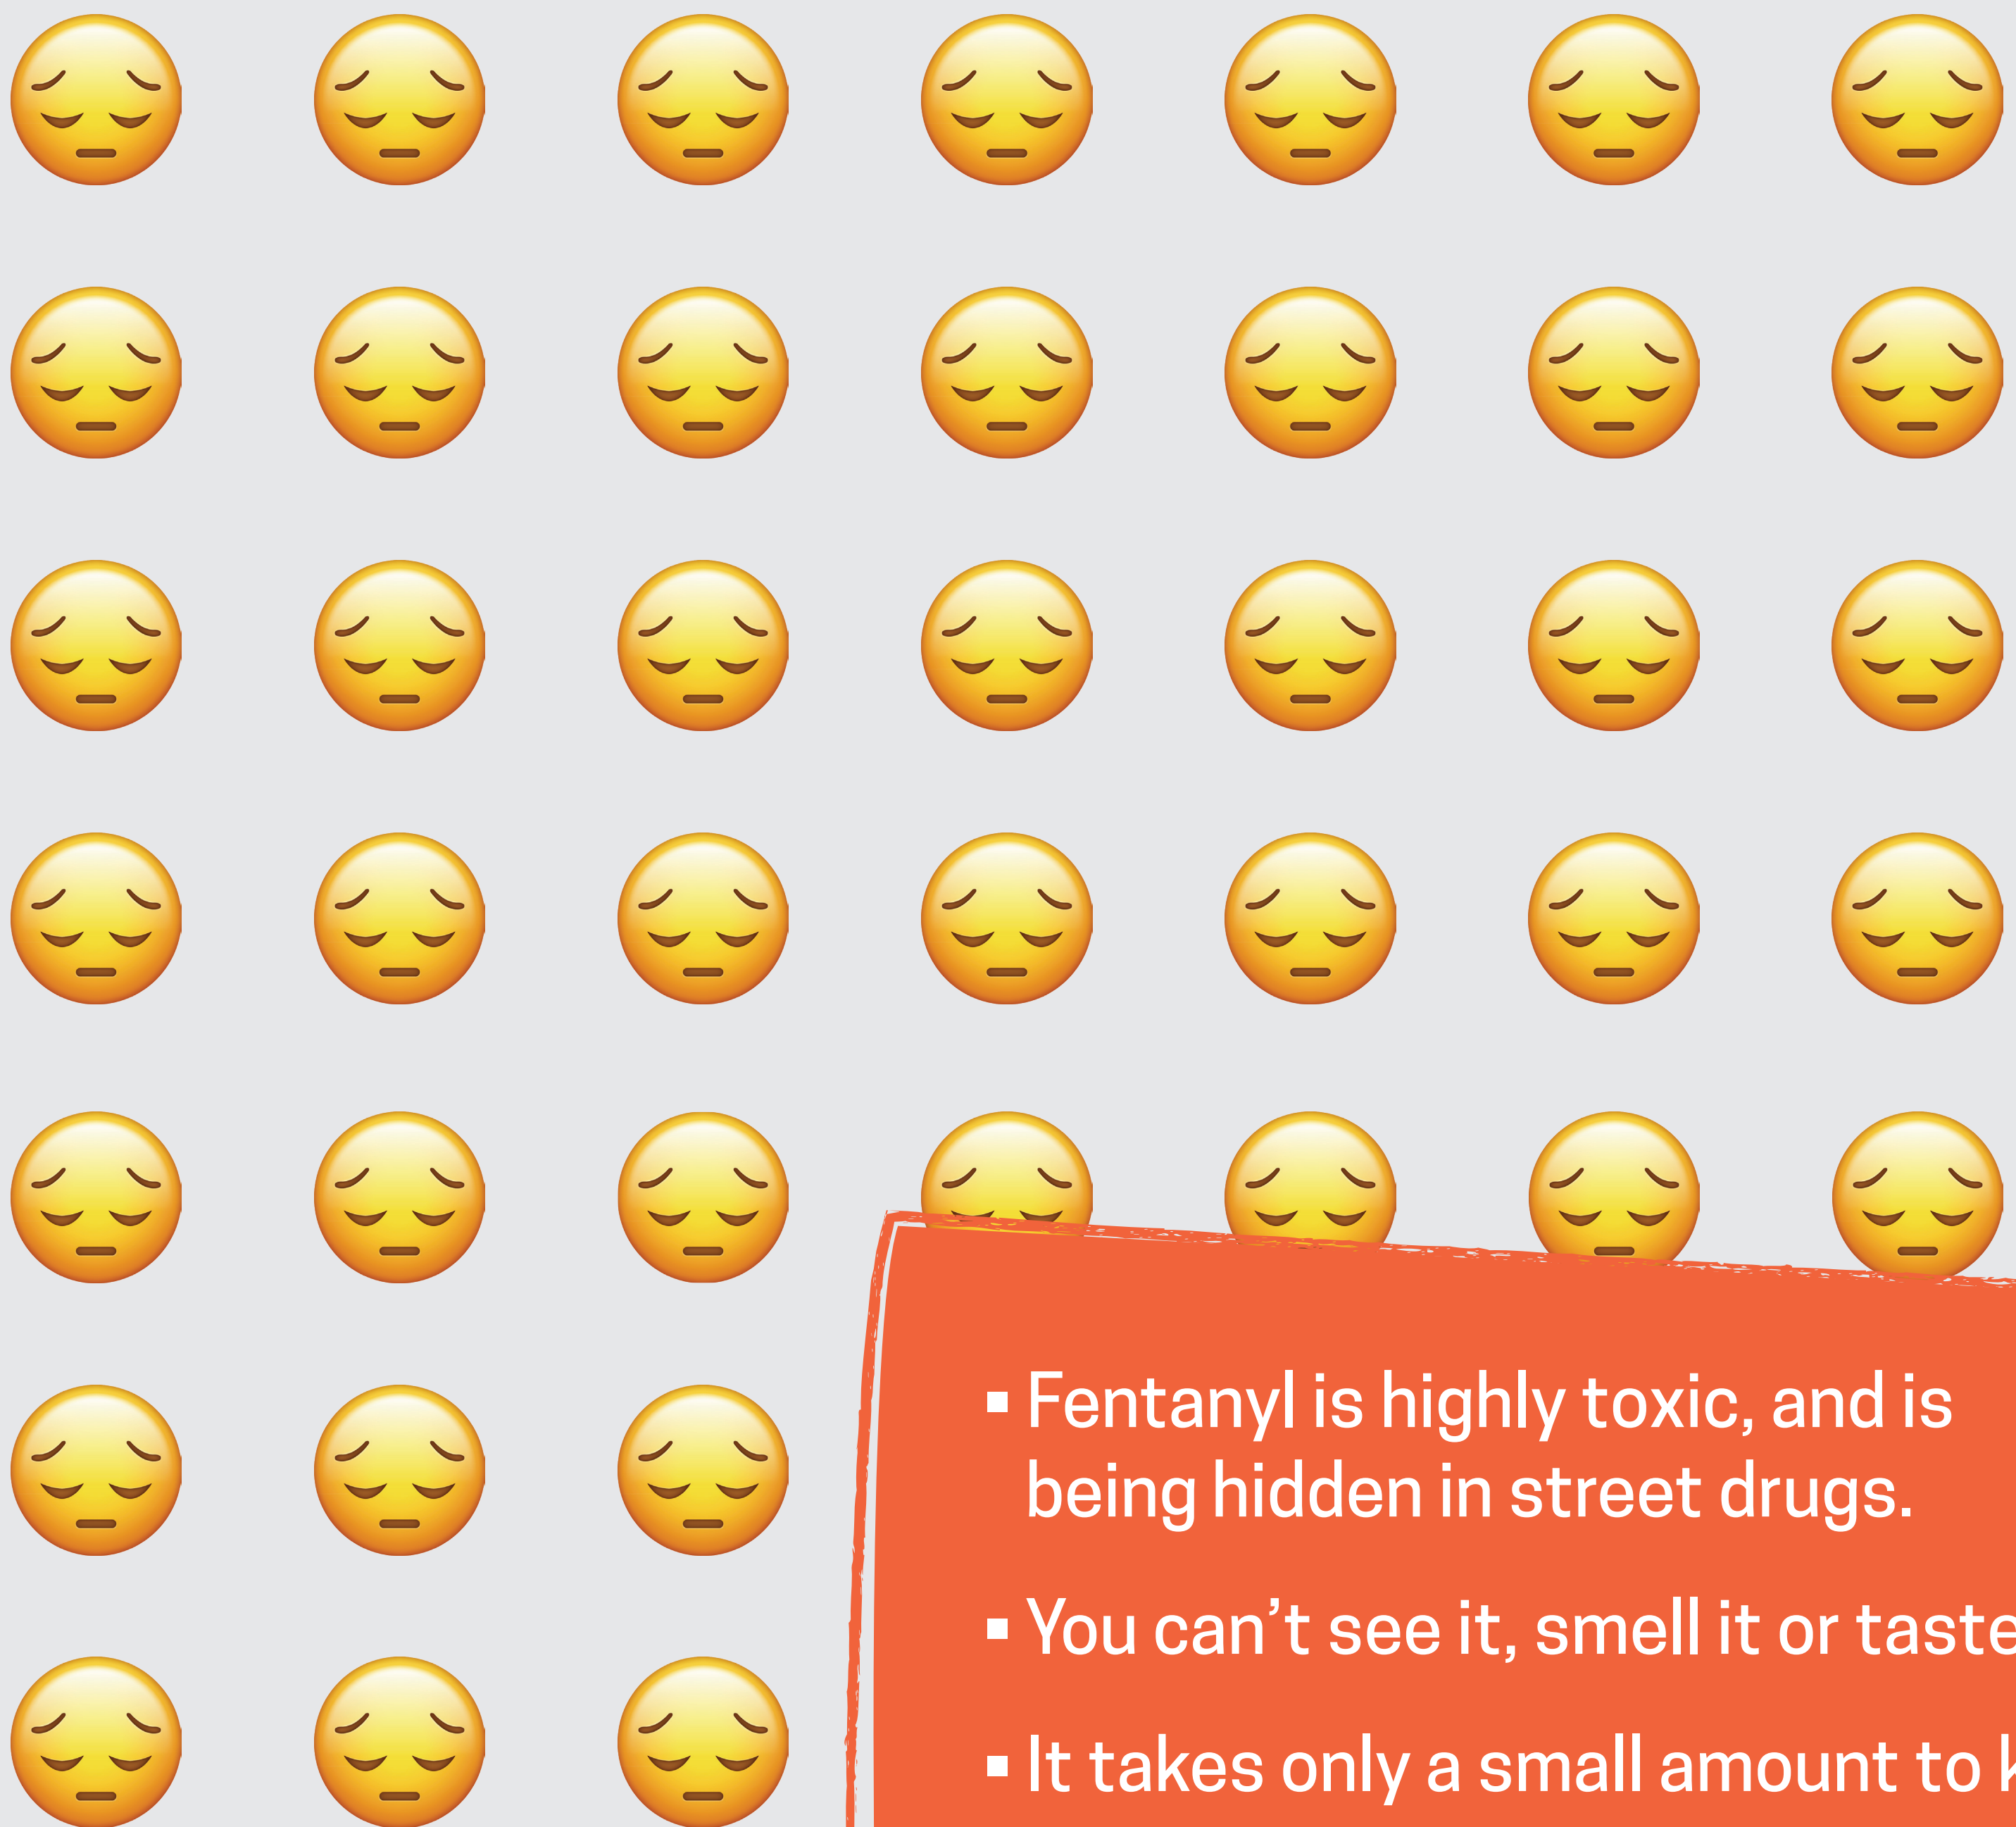 ▪ Fentanyl is highly toxic, and is
being hidden in street drugs.
▪ You can’t see it, smell it or taste
▪ It takes only a small amount to